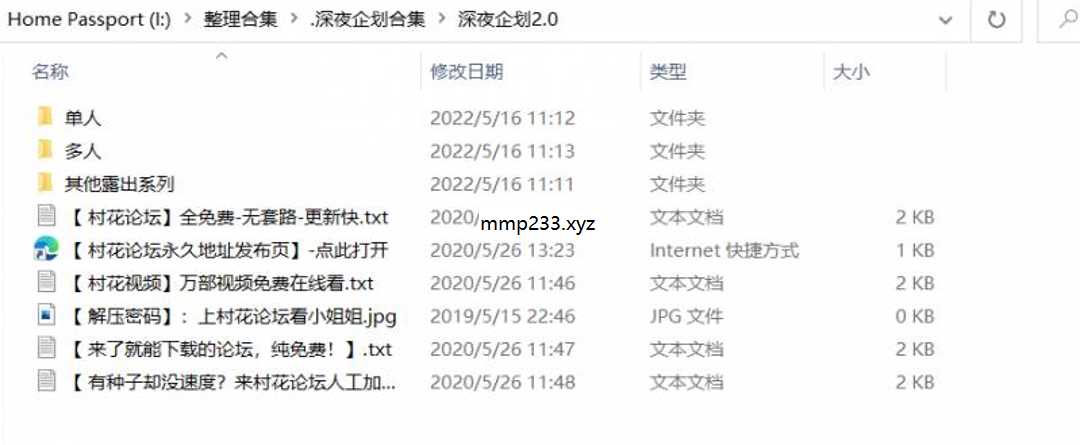 Home Passport (I:) > 整理合集 > .深夜企划合集 > 深夜企划2.0
名称 修改日期 类型 大小
单人 2022/5/16 11:12 文件夹
多人 2022/5/16 11:13 文件夹
其他露出系列 2022/5/16 11:11 文件夹
【 村花论坛】全免费-无套路-更新快.txt 2020/ 文本文档 2 KB
mmp233.xyz
【 村花论坛永久地址发布页】-点此打开 2020/5/26 13:23 Internet 快捷方式 1 KB
【 村花视频】万部视频免费在线看.txt 2020/5/26 11:46 文本文档 2 KB
【 解压密码】：上村花论坛看小姐姐.jpg 2019/5/15 22:46 JPG 文件 0 KB
【 来了就能下载的论坛，纯免费！】.txt 2020/5/26 11:47 文本文档 2 KB
【 有种子却没速度？来村花论坛人工加... 2020/5/26 11:48 文本文档 2 KB